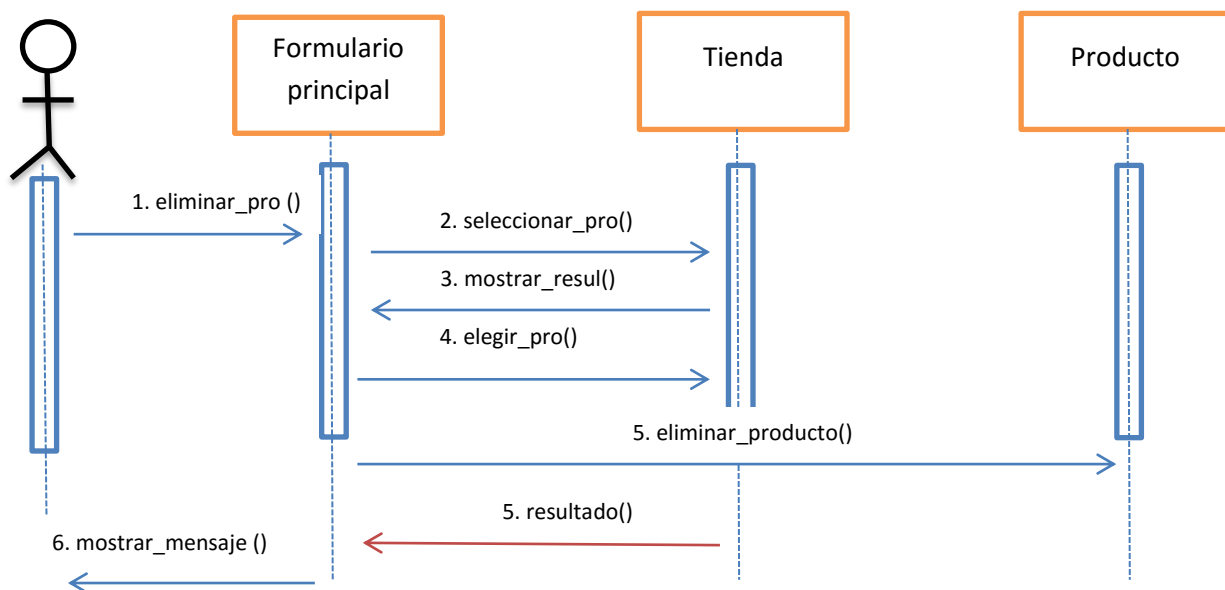 Formulario
principal
Tienda
Producto
1. eliminar_pro ()
2. seleccionar_pro()
3. mostrar_resul()
4. elegir_pro()
5. eliminar_producto()
5. resultado()
6. mostrar_mensaje ()